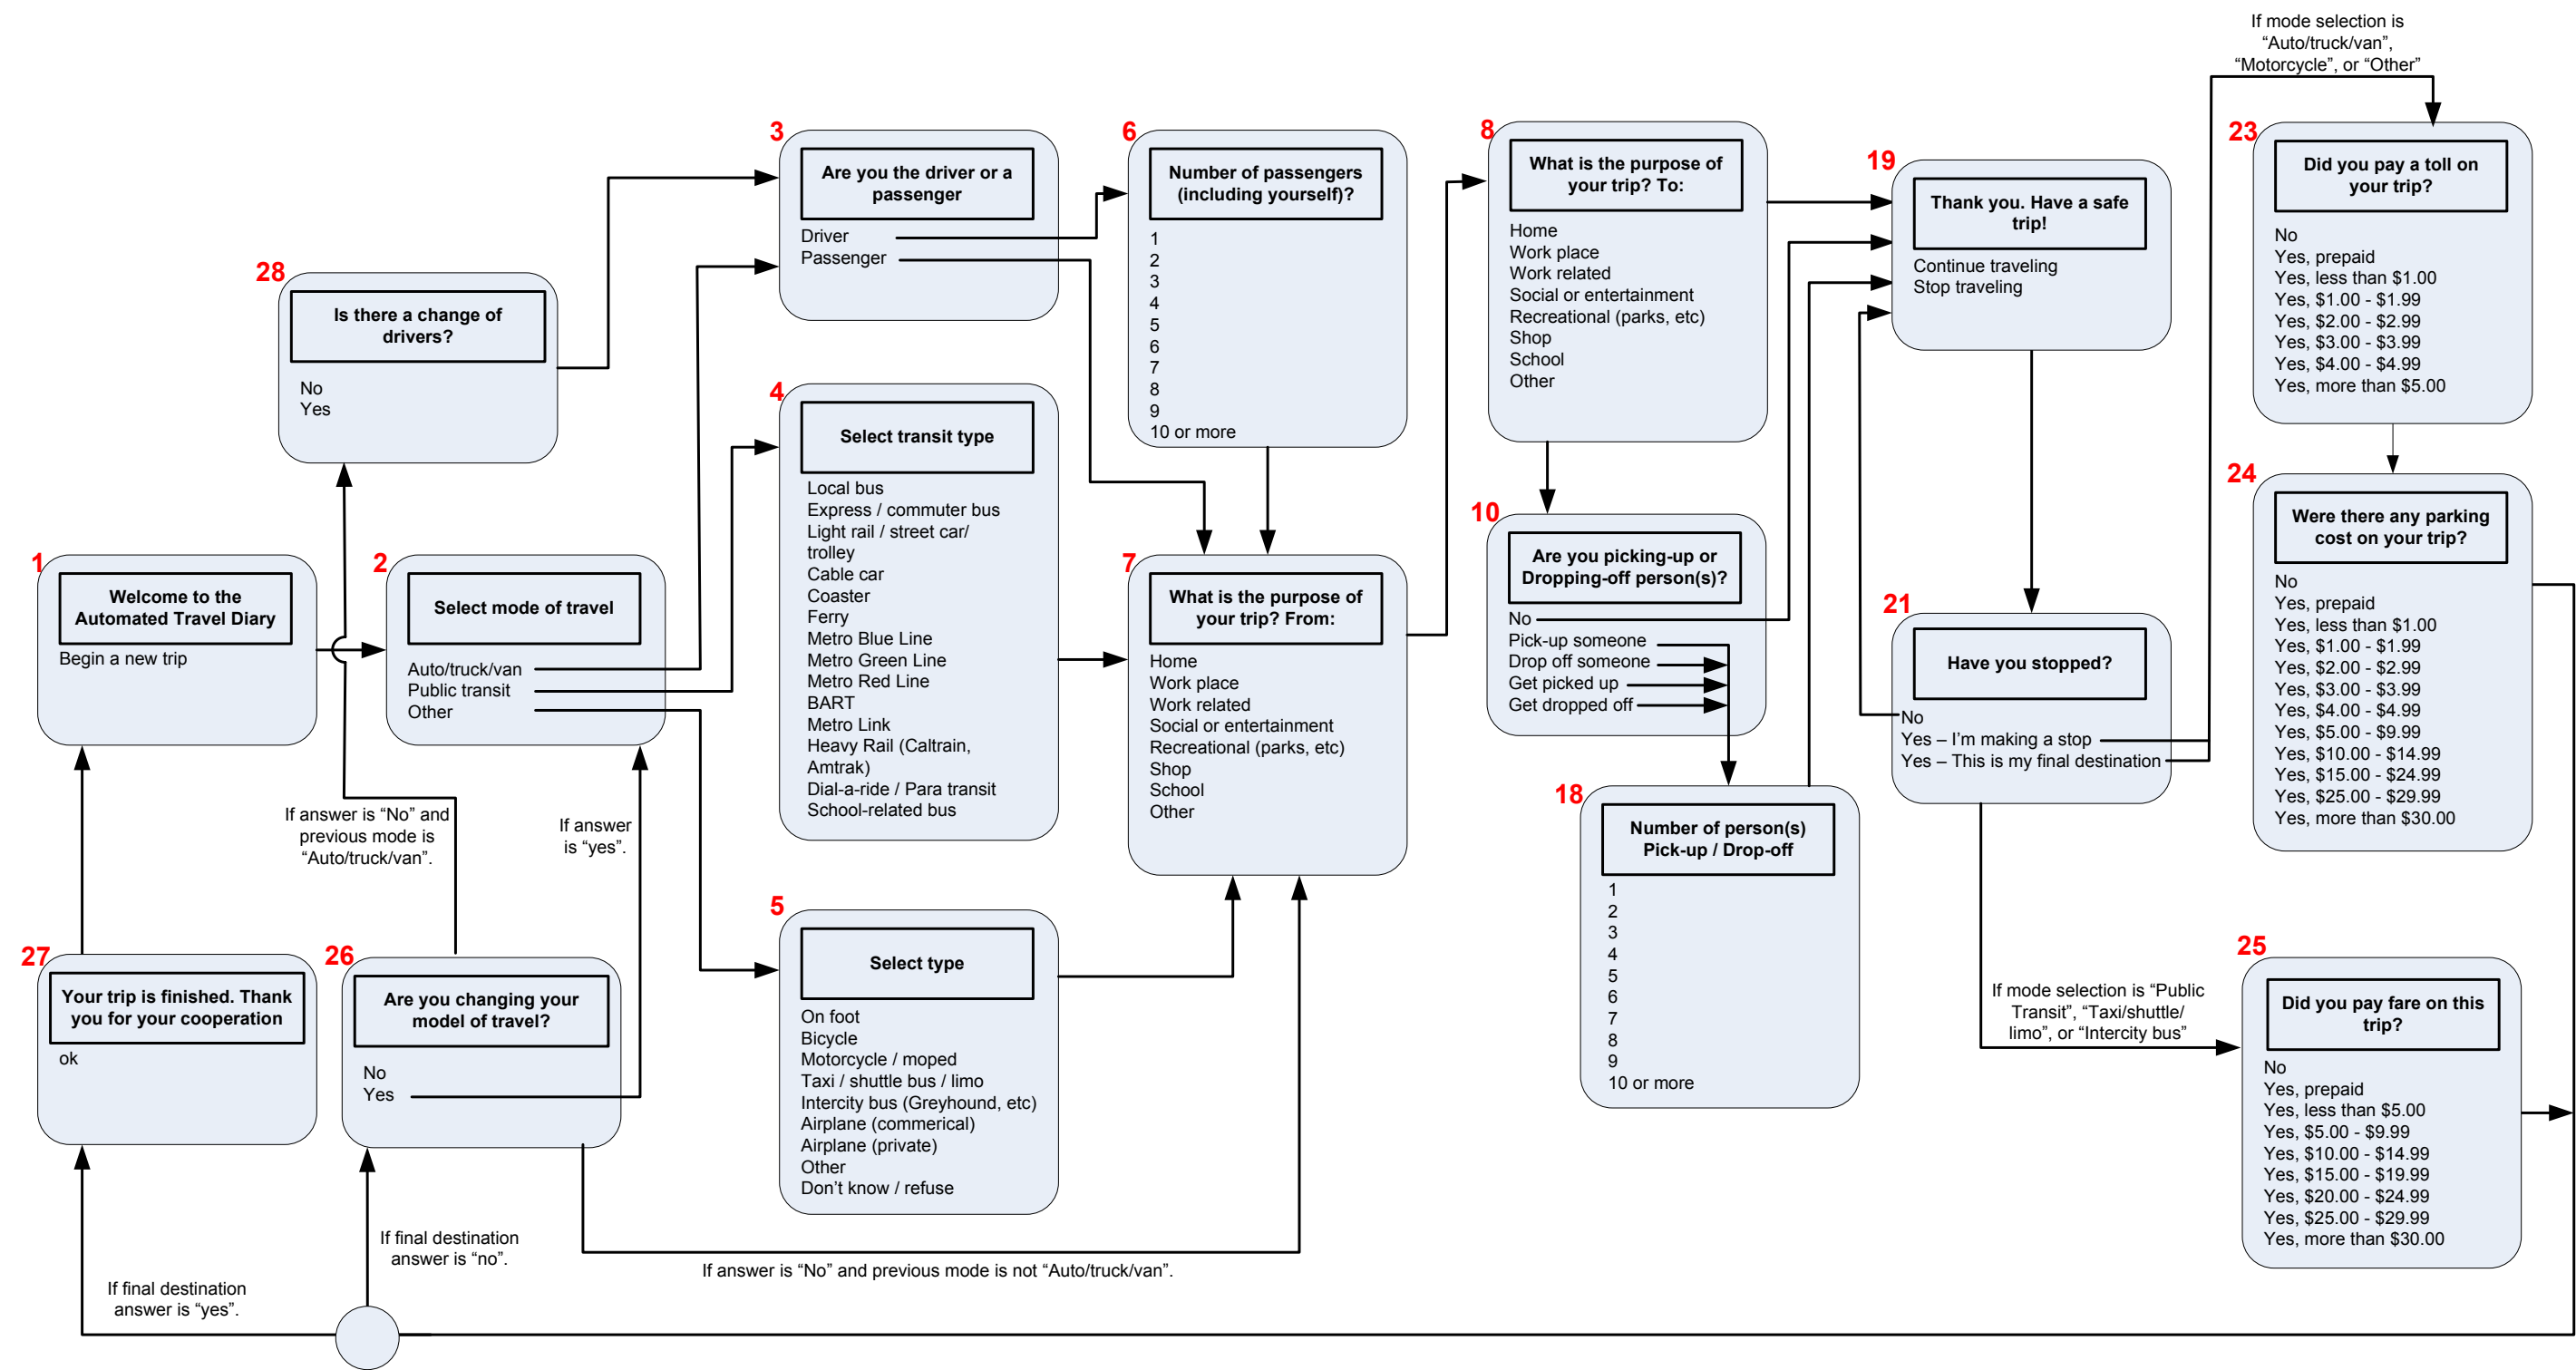 If mode selection is
“Auto/truck/van”,
“Motorcycle”, or “Other”
3
Are you the driver or a
passenger
Driver
Passenger
6
Number of passengers
(including yourself)?
1
2
3
4
5
6
7
8
9
10 or more
8
What is the purpose of
your trip? To:
Home
Work place
Work related
Social or entertainment
Recreational (parks, etc)
Shop
School
Other
19
Thank you. Have a safe
trip!
Continue traveling
Stop traveling
23
Did you pay a toll on
your trip?
No
Yes, prepaid
Yes, less than $1.00
Yes, $1.00 - $1.99
Yes, $2.00 - $2.99
Yes, $3.00 - $3.99
Yes, $4.00 - $4.99
Yes, more than $5.00
28
Is there a change of
drivers?
No
Yes
4
Select transit type
Local bus
Express / commuter bus
Light rail / street car/
trolley
Cable car
Coaster
Ferry
Metro Blue Line
Metro Green Line
Metro Red Line
BART
Metro Link
Heavy Rail (Caltrain,
Amtrak)
Dial-a-ride / Para transit
School-related bus
24
Were there any parking
cost on your trip?
No
Yes, prepaid
Yes, less than $1.00
Yes, $1.00 - $1.99
Yes, $2.00 - $2.99
Yes, $3.00 - $3.99
Yes, $4.00 - $4.99
Yes, $5.00 - $9.99
Yes, $10.00 - $14.99
Yes, $15.00 - $24.99
Yes, $25.00 - $29.99
Yes, more than $30.00
10
Are you picking-up or
Dropping-off person(s)?
No
Pick-up someone
Drop off someone
Get picked up
Get dropped off
1
Welcome to the
Automated Travel Diary
Begin a new trip
2
Select mode of travel
Auto/truck/van
Public transit
Other
7
What is the purpose of
your trip? From:
Home
Work place
Work related
Social or entertainment
Recreational (parks, etc)
Shop
School
Other
21
Have you stopped?
No
Yes – I’m making a stop
Yes – This is my final destination
18
Number of person(s)
Pick-up / Drop-off
1
2
3
4
5
6
7
8
9
10 or more
If answer is “No” and
previous mode is
“Auto/truck/van”.
If answer
is “yes”.
5
Select type
On foot
Bicycle
Motorcycle / moped
Taxi / shuttle bus / limo
Intercity bus (Greyhound, etc)
Airplane (commerical)
Airplane (private)
Other
Don’t know / refuse
27
Your trip is finished. Thank
you for your cooperation
ok
26
Are you changing your
model of travel?
No
Yes
If mode selection is “Public
Transit”, “Taxi/shuttle/
limo”, or “Intercity bus”
25
Did you pay fare on this
trip?
No
Yes, prepaid
Yes, less than $5.00
Yes, $5.00 - $9.99
Yes, $10.00 - $14.99
Yes, $15.00 - $19.99
Yes, $20.00 - $24.99
Yes, $25.00 - $29.99
Yes, more than $30.00
If final destination
answer is “no”.
If answer is “No” and previous mode is not “Auto/truck/van”.
If final destination
answer is “yes”.